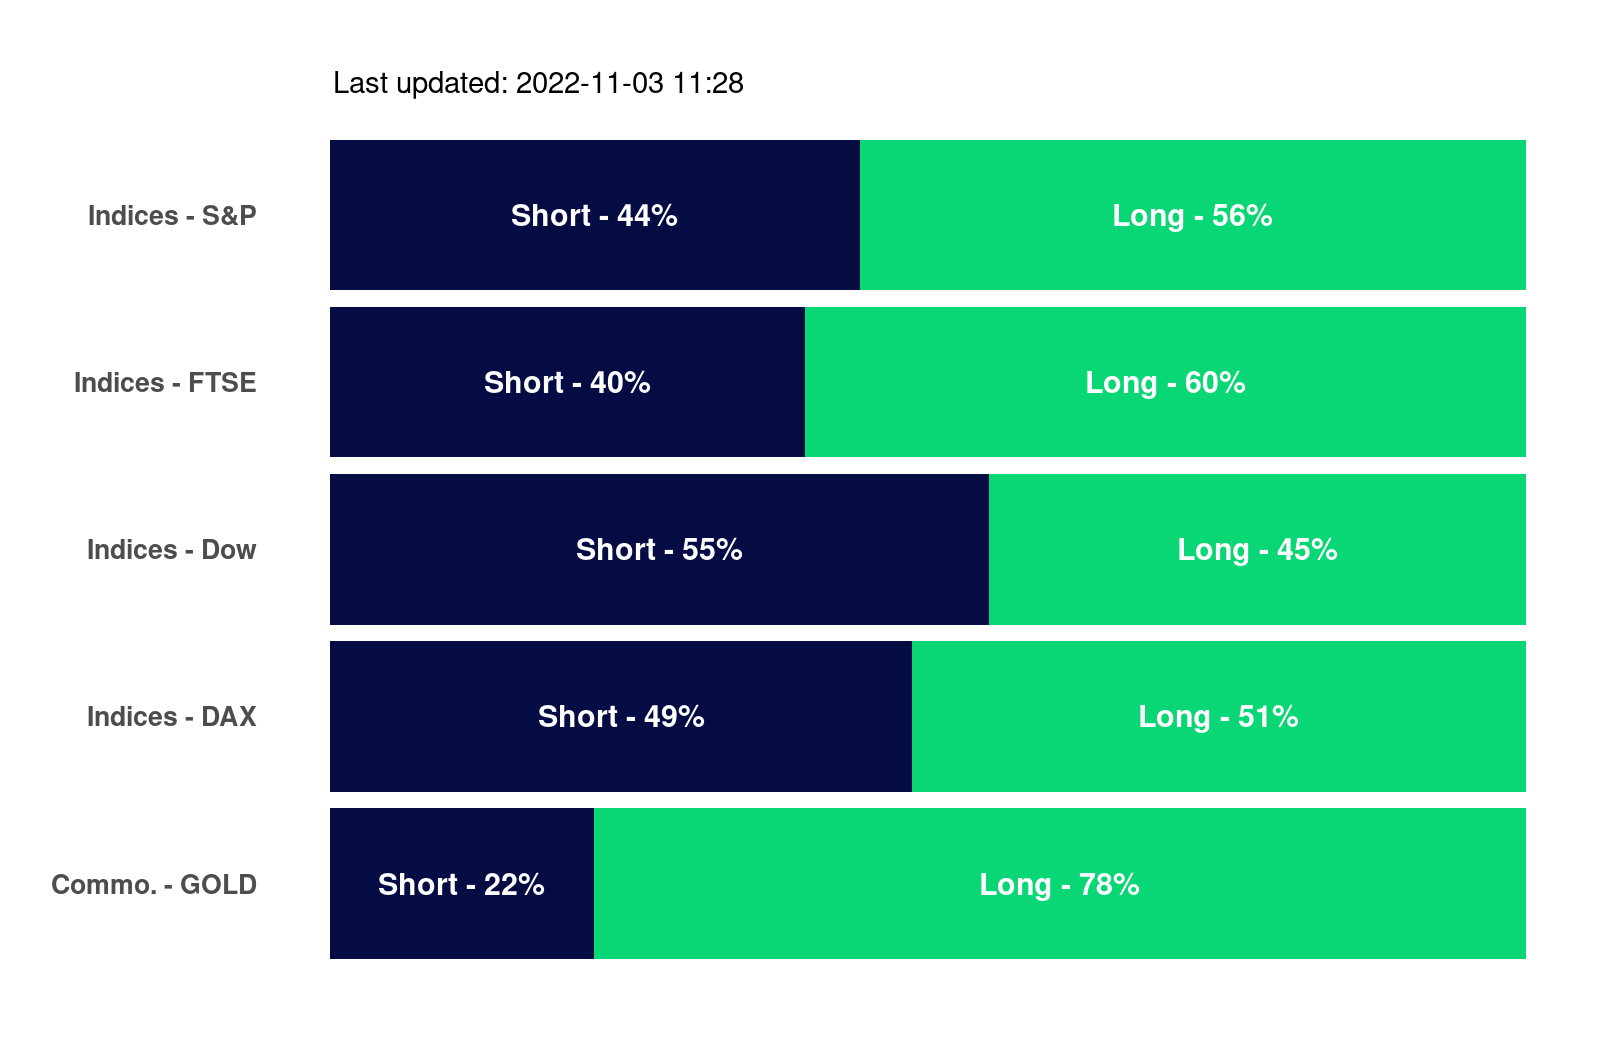 Last updated: 2022-11-03 11:28
Indices - S&P Short - 44% Long - 56%
Indices - FTSE Short - 40% Long - 60%
Indices - Dow Short - 55% Long - 45%
Indices - DAX Short - 49% Long - 51%
Commo. - GOLD Short - 22% Long - 78%